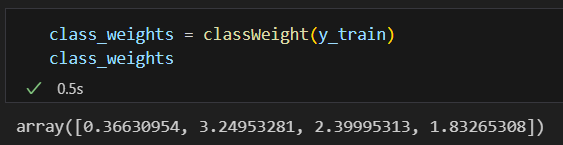 class_weights = classWeight(y_train)
class_weights
0.5s
array([0.36630954, 3.24953281, 2.39995313, 1.83265308])